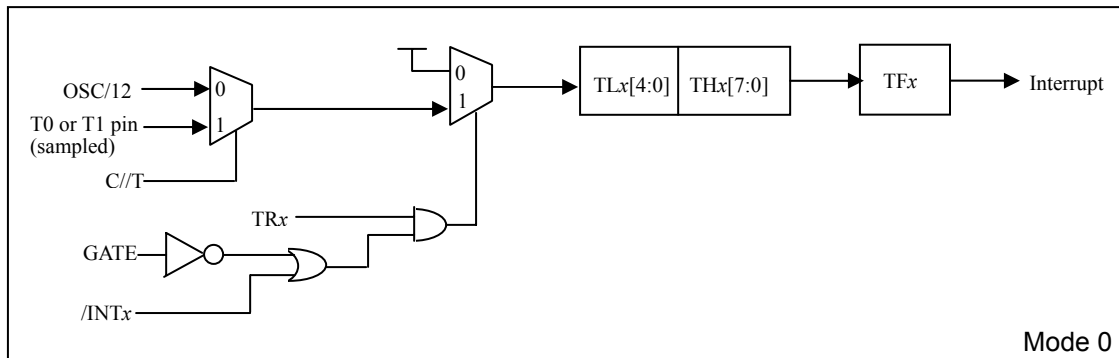 OSC/12
T0 or T1 pin
(sampled)
C//T
0
1
0
1
TLx[4:0]
THx[7:0]
TFx
Interrupt
TRx
GATE
/INTx
Mode 0